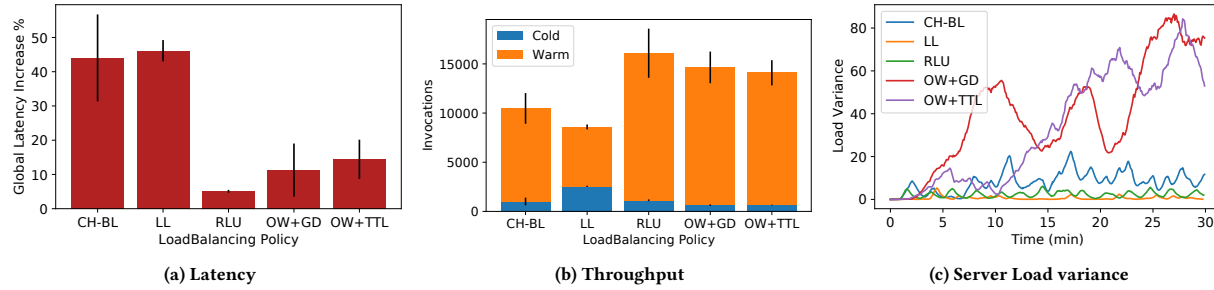 Global Latency Increase %
50
40
30
20
10
0
CH-BL LL RLU OW+GD OW+TTL
LoadBalancing Policy
(a) Latency
Invocations
15000
10000
5000
0
Cold
Warm
CH-BL LL RLU OW+GD OW+TTL
LoadBalancing Policy
(b) Throughput
Load Variance
80
60
40
20
0
CH-BL
LL
RLU
OW+GD
OW+TTL
0 5 10 15 20 25 30
Time (min)
(c) Server Load variance